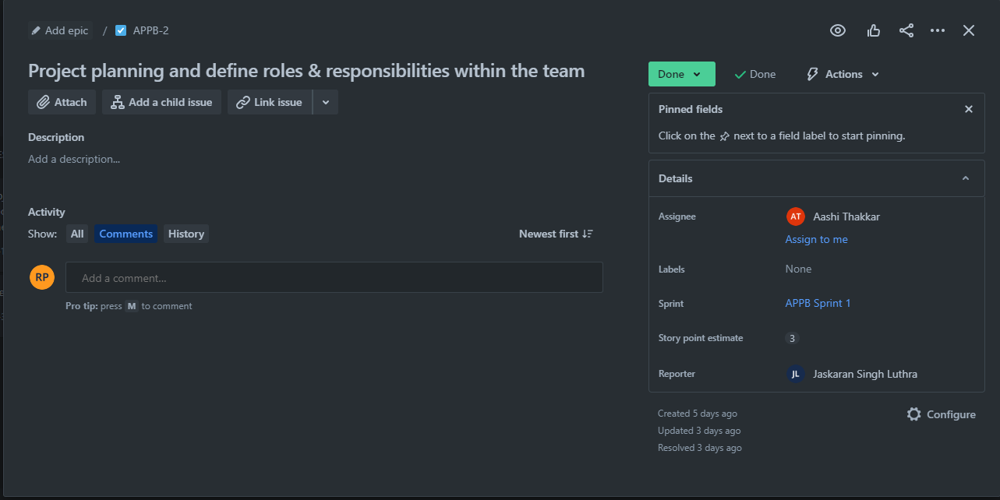 Add epic / APPB-2
Project planning and define roles & responsibilities within the team
Attach Add a child issue Link issue
Description
Add a description...
Activity
Show: All Comments History Newest first
RP Add a comment...
Pro tip: press M to comment
Done Done Actions
Pinned fields
Click on the next to a field label to start pinning.
Details
Assignee AT Aashi Thakkar
Assign to me
Labels None
Sprint APPB Sprint 1
Story point estimate 3
Reporter JL Jaskaran Singh Luthra
Created 5 days ago
Configure
Updated 3 days ago
Resolved 3 days ago